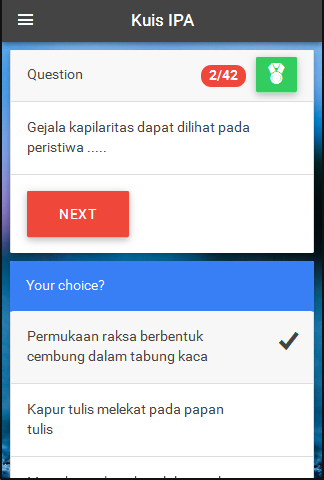 Kuis IPA
Question
2/42
Gejala kapilaritas dapat dilihat pada
peristiwa .....
NEXT
Your choice?
Permukaan raksa berbentuk
cembung dalam tabung kaca
Kapur tulis melekat pada papan
tulis